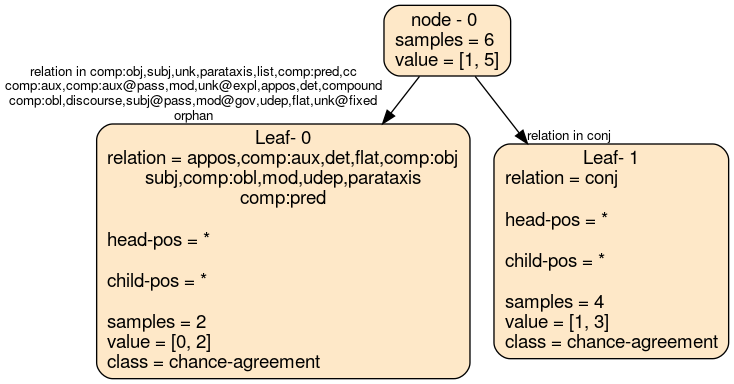 node - 0
samples = 6
value = [1, 5]
relation in comp:obj,subj,unk,parataxis,list,comp:pred,cc
comp:aux,comp:aux@pass,mod,unk@expl,appos,det,compound
comp:obl,discourse,subj@pass,mod@gov,udep,flat,unk@fixed
orphan
relation in conj
Leaf- 0
relation = appos,comp:aux,det,flat,comp:obj
subj,comp:obl,mod,udep,parataxis
comp:pred
head-pos = *
child-pos = *
samples = 2
value = [0, 2]
class = chance-agreement
Leaf- 1
relation = conj
head-pos = *
child-pos = *
samples = 4
value = [1, 3]
class = chance-agreement